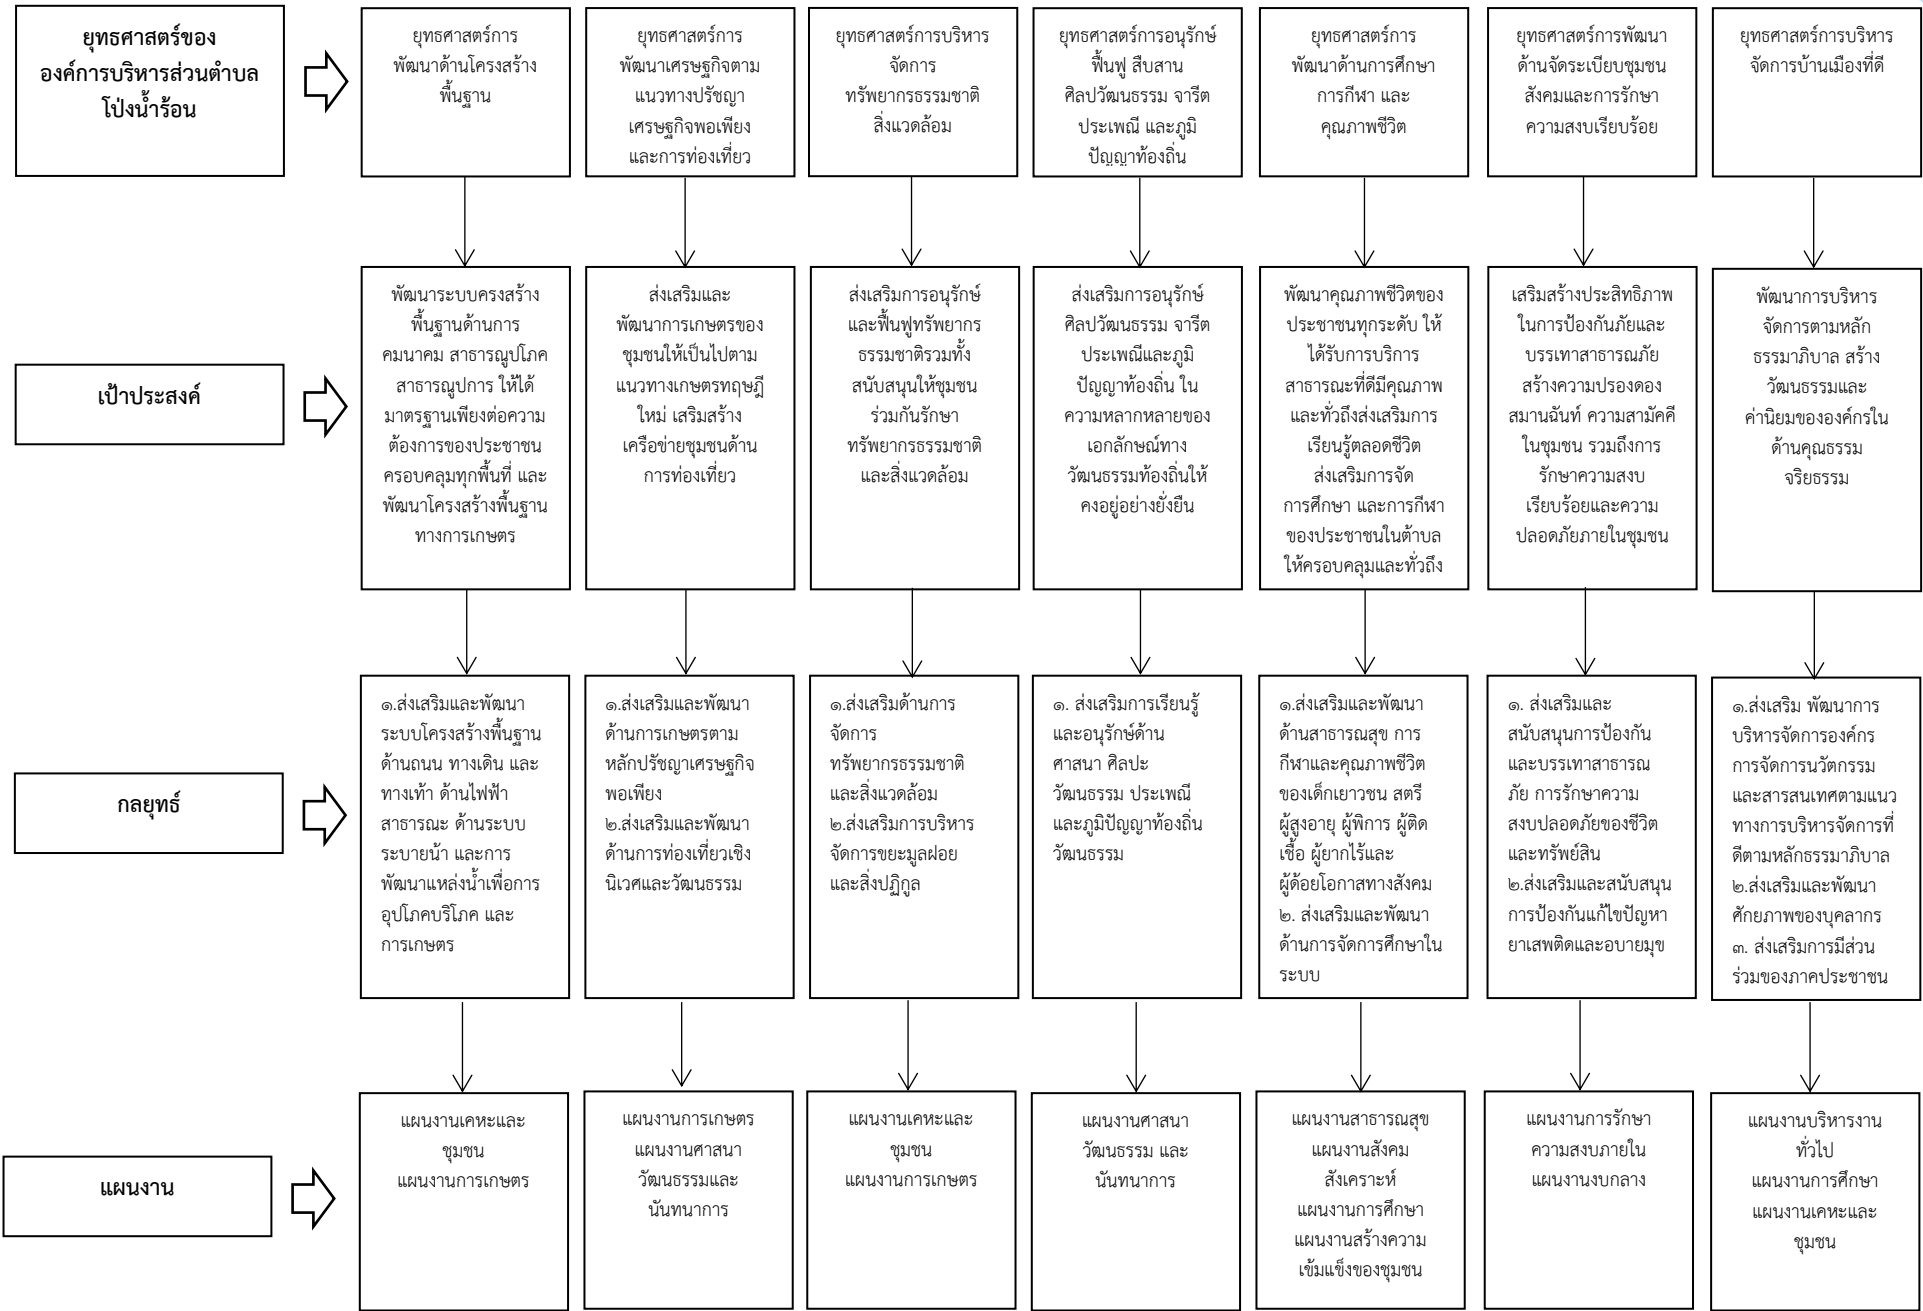 ยุทธศาสตร์ของ
องค์การบริหารส่วนตำบล
โป่งน้ำร้อน
ยุทธศาสตร์การ
พัฒนาด้านโครงสร้าง
พื้นฐาน
ยุทธศาสตร์การ
พัฒนาเศรษฐกิจตาม
แนวทางปรัชญา
เศรษฐกิจพอเพียง
และการท่องเที่ยว
ยุทธศาสตร์การบริหาร
จัดการ
ทรัพยากรธรรมชาติ
สิ่งแวดล้อม
ยุทธศาสตร์การอนุรักษ์
ฟื้นฟู สืบสาน
ศิลปวัฒนธรรม จารีต
ประเพณี และภูมิ
ปัญญาท้องถิ่น
ยุทธศาสตร์การ
พัฒนาด้านการศึกษา
การกีฬา และ
คุณภาพชีวิต
ยุทธศาสตร์การพัฒนา
ด้านจัดระเบียบชุมชน
สังคมและการรักษา
ความสงบเรียบร้อย
ยุทธศาสตร์การบริหาร
จัดการบ้านเมืองที่ดี
เป้าประสงค์
พัฒนาระบบครงสร้าง
พื้นฐานด้านการ
คมนาคม สาธารณูปโภค
สาธารณูปการ ให้ได้
มาตรฐานเพียงต่อความ
ต้องการของประชาชน
ครอบคลุมทุกพื้นที่ และ
พัฒนาโครงสร้างพื้นฐาน
ทางการเกษตร
ส่งเสริมและ
พัฒนาการเกษตรของ
ชุมชนให้เป็นไปตาม
แนวทางเกษตรทฤษฎี
ใหม่ เสริมสร้าง
เครือข่ายชุมชนด้าน
การท่องเที่ยว
ส่งเสริมการอนุรักษ์
และฟื้นฟูทรัพยากร
ธรรมชาติรวมทั้ง
สนับสนุนให้ชุมชน
ร่วมกันรักษา
ทรัพยากรธรรมชาติ
และสิ่งแวดล้อม
ส่งเสริมการอนุรักษ์
ศิลปวัฒนธรรม จารีต
ประเพณีและภูมิ
ปัญญาท้องถิ่น ใน
ความหลากหลายของ
เอกลักษณ์ทาง
วัฒนธรรมท้องถิ่นให้
คงอยู่อย่างยั่งยืน
พัฒนาคุณภาพชีวิตของ
ประชาชนทุกระดับ ให้
ได้รับการบริการ
สาธารณะที่ดีมีคุณภาพ
และทั่วถึงส่งเสริมการ
เรียนรู้ตลอดชีวิต
ส่งเสริมการจัด
การศึกษา และการกีฬา
ของประชาชนในตำบล
ให้ครอบคลุมและทั่วถึง
เสริมสร้างประสิทธิภาพ
ในการป้องกันภัยและ
บรรเทาสาธารณภัย
สร้างความปรองดอง
สมานฉันท์ ความสามัคคี
ในชุมชน รวมถึงการ
รักษาความสงบ
เรียบร้อยและความ
ปลอดภัยภายในชุมชน
พัฒนาการบริหาร
จัดการตามหลัก
ธรรมาภิบาล สร้าง
วัฒนธรรมและ
ค่านิยมขององค์กรใน
ด้านคุณธรรม
จริยธรรม
กลยุทธ์
๑.ส่งเสริมและพัฒนา
ระบบโครงสร้างพื้นฐาน
ด้านถนน ทางเดิน และ
ทางเท้า ด้านไฟฟ้า
สาธารณะ ด้านระบบ
ระบายน้ำ และการ
พัฒนาแหล่งน้ำเพื่อการ
อุปโภคบริโภค และ
การเกษตร
๑.ส่งเสริมและพัฒนา
ด้านการเกษตรตาม
หลักปรัชญาเศรษฐกิจ
พอเพียง
๒.ส่งเสริมและพัฒนา
ด้านการท่องเที่ยวเชิง
นิเวศและวัฒนธรรม
๑.ส่งเสริมด้านการ
จัดการ
ทรัพยากรธรรมชาติ
และสิ่งแวดล้อม
๒.ส่งเสริมการบริหาร
จัดการขยะมูลฝอย
และสิ่งปฏิกูล
๑. ส่งเสริมการเรียนรู้
และอนุรักษ์ด้าน
ศาสนา ศิลปะ
วัฒนธรรม ประเพณี
และภูมิปัญญาท้องถิ่น
วัฒนธรรม
๑.ส่งเสริมและพัฒนา
ด้านสาธารณสุข การ
กีฬาและคุณภาพชีวิต
ของเด็กเยาวชน สตรี
ผู้สูงอายุ ผู้พิการ ผู้ติด
เชื้อ ผู้ยากไร้และ
ผู้ด้อยโอกาสทางสังคม
๒. ส่งเสริมและพัฒนา
ด้านการจัดการศึกษาใน
ระบบ
๑. ส่งเสริมและ
สนับสนุนการป้องกัน
และบรรเทาสาธารณ
ภัย การรักษาความ
สงบปลอดภัยของชีวิต
และทรัพย์สิน
๒.ส่งเสริมและสนับสนุน
การป้องกันแก้ไขปัญหา
ยาเสพติดและอบายมุข
๑.ส่งเสริม พัฒนาการ
บริหารจัดการองค์กร
การจัดการนวัตกรรม
และสารสนเทศตามแนว
ทางการบริหารจัดการที่
ดีตามหลักธรรมาภิบาล
๒.ส่งเสริมและพัฒนา
ศักยภาพของบุคลากร
๓. ส่งเสริมการมีส่วน
ร่วมของภาคประชาชน
แผนงาน
แผนงานเคหะและ
ชุมชน
แผนงานการเกษตร
แผนงานการเกษตร
แผนงานศาสนา
วัฒนธรรมและ
นันทนาการ
แผนงานเคหะและ
ชุมชน
แผนงานการเกษตร
แผนงานศาสนา
วัฒนธรรม และ
นันทนาการ
แผนงานสาธารณสุข
แผนงานสังคม
สังเคราะห์
แผนงานการศึกษา
แผนงานสร้างความ
เข้มแข็งของชุมชน
แผนงานการรักษา
ความสงบภายใน
แผนงานงบกลาง
แผนงานบริหารงาน
ทั่วไป
แผนงานการศึกษา
แผนงานเคหะและ
ชุมชน